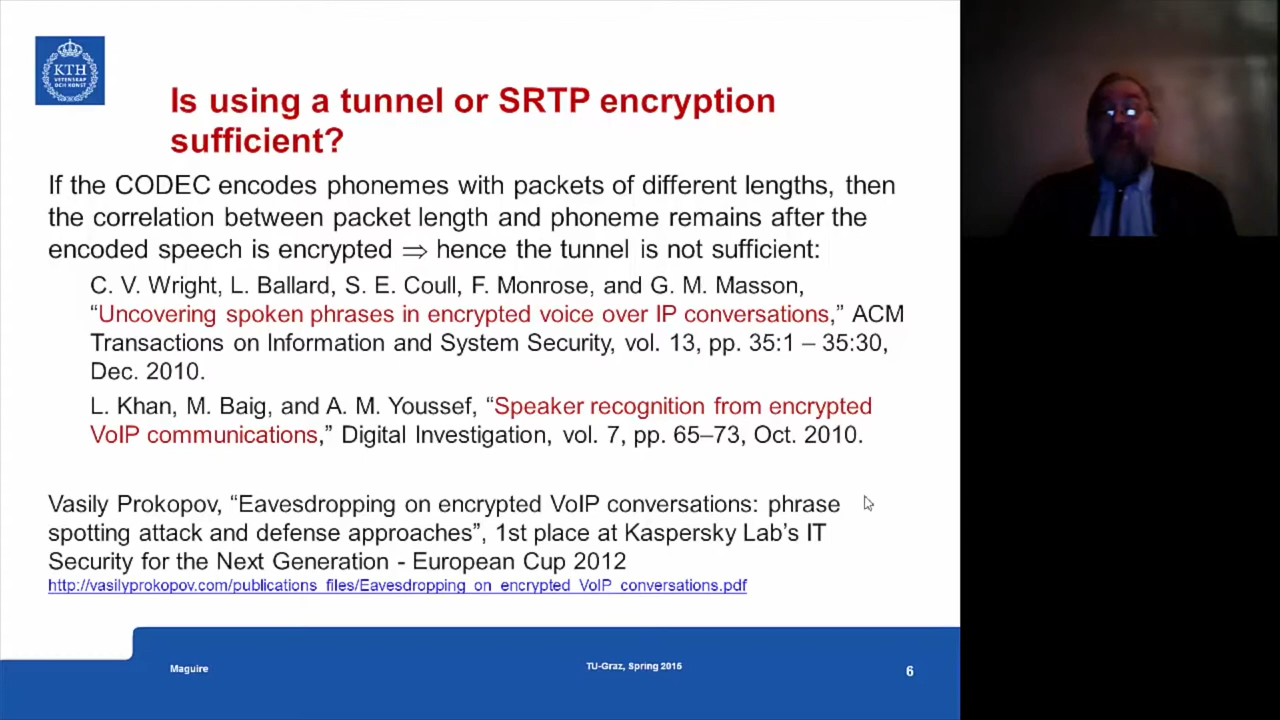 KTH
VETENSKAP
OCH KONST
Is using a tunnel or SRTP encryption
sufficient?
If the CODEC encodes phonemes with packets of different lengths, then
the correlation between packet length and phoneme remains after the
encoded speech is encrypted ⇒ hence the tunnel is not sufficient:
C. V. Wright, L. Ballard, S. E. Coull, F. Monrose, and G. M. Masson,
“Uncovering spoken phrases in encrypted voice over IP conversations,” ACM
Transactions on Information and System Security, vol. 13, pp. 35:1 – 35:30,
Dec. 2010.
L. Khan, M. Baig, and A. M. Youssef, “Speaker recognition from encrypted
VoIP communications,” Digital Investigation, vol. 7, pp. 65–73, Oct. 2010.
Vasily Prokopov, “Eavesdropping on encrypted VoIP conversations: phrase
spotting attack and defense approaches”, 1st place at Kaspersky Lab’s IT
Security for the Next Generation - European Cup 2012
http://vasilyprokopov.com/publications_files/Eavesdropping_on_encrypted_VoIP_conversations.pdf
Maguire
TU-Graz, Spring 2015
6